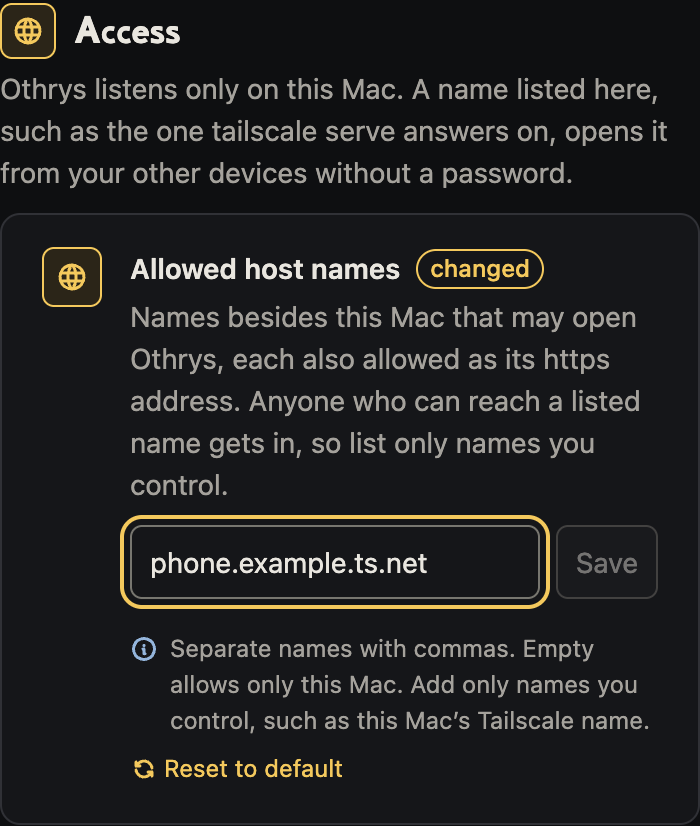 Access
Othrys listens only on this Mac. A name listed here,
such as the one tailscale serve answers on, opens it
from your other devices without a password.
Allowed host names changed
Names besides this Mac that may open
Othrys, each also allowed as its https
address. Anyone who can reach a listed
name gets in, so list only names you
control.
phone.example.ts.net Save
Separate names with commas. Empty
allows only this Mac. Add only names you
control, such as this Mac’s Tailscale name.
Reset to default